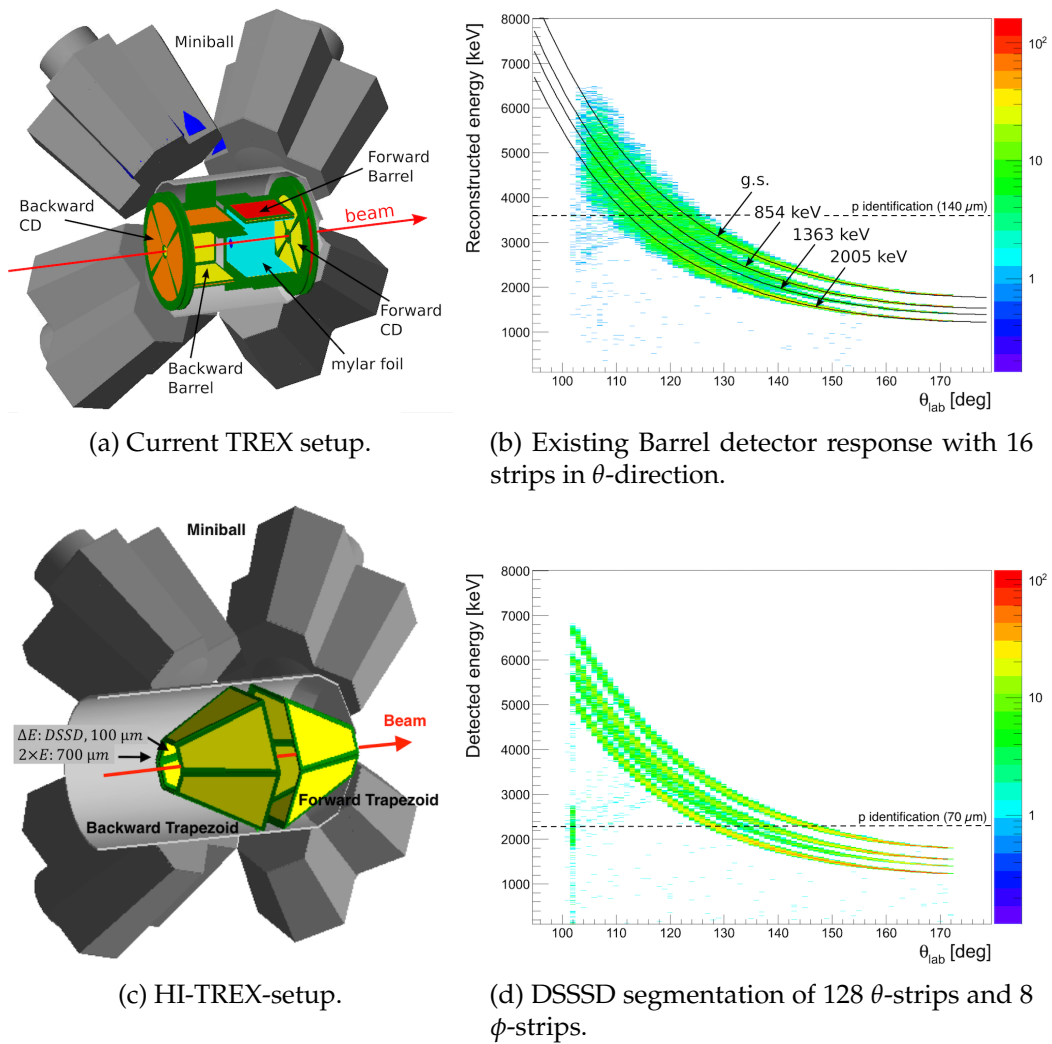 Miniball
Forward
Barrel
Backward
CD
beam
Forward
CD
Backward
Barrel
mylar foil
(a) Current TREX setup.
Reconstructed energy [keV]
8000
7000
6000
5000
4000
3000
2000
1000
g.s.
p identification (140 μm)
854 keV
1363 keV
2005 keV
100 110 120 130 140 150 160 170
θlab [deg]
10²
10
1
(b) Existing Barrel detector response with 16
strips in θ-direction.
Miniball
Beam
ΔE: DSSD, 100 μm
2×E: 700 μm
Forward Trapezoid
Backward Trapezoid
(c) HI-TREX-setup.
Detected energy [keV]
8000
7000
6000
5000
4000
3000
2000
1000
p identification (70 μm)
100 110 120 130 140 150 160 170
θlab [deg]
10²
10
1
(d) DSSSD segmentation of 128 θ-strips and 8
ϕ-strips.